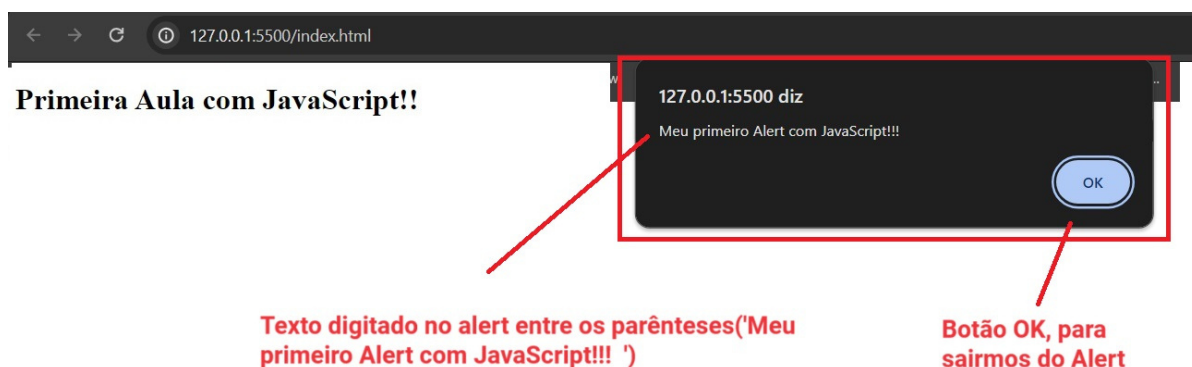 127.0.0.1:5500/index.html
Primeira Aula com JavaScript!!
127.0.0.1:5500 diz
Meu primeiro Alert com JavaScript!!!
OK
Texto digitado no alert entre os parênteses('Meu
primeiro Alert com JavaScript!!! ')
Botão OK, para
sairmos do Alert